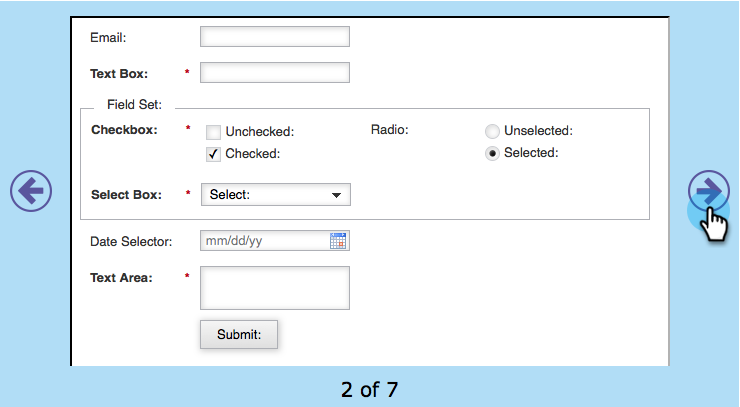 Email:
Text Box: *
Field Set:
Checkbox: * Unchecked: Radio: Unselected:
Checked: Selected:
Select Box: * Select:
Date Selector: mm/dd/yy
Text Area: *
Submit:
2 of 7